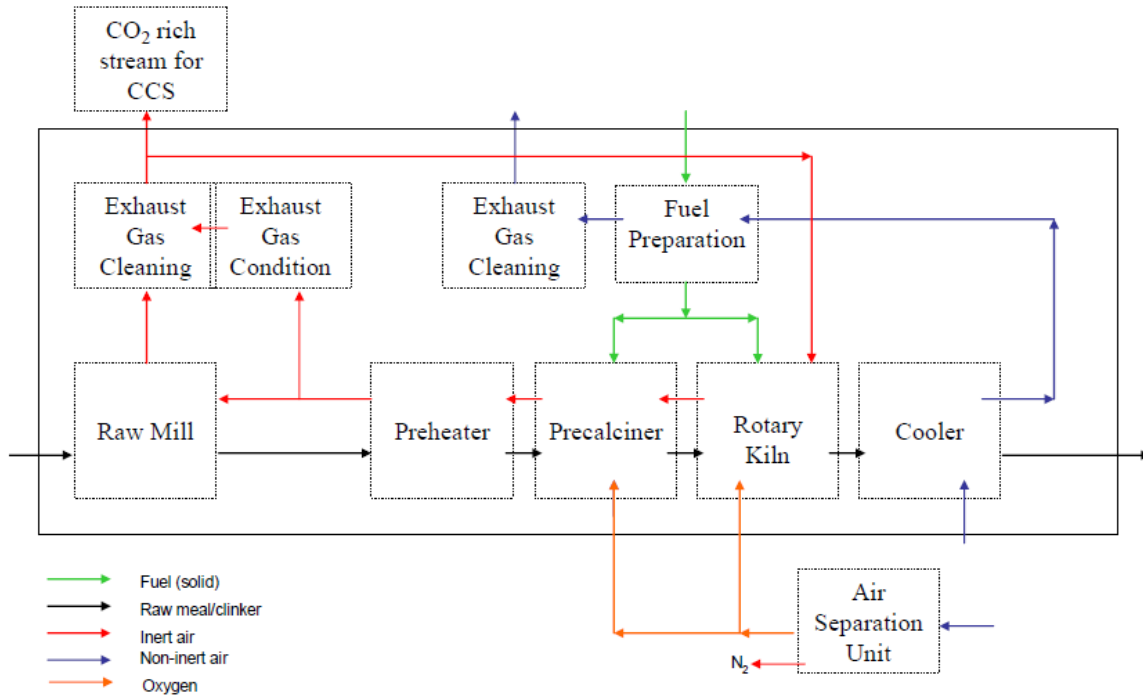 CO₂ rich
stream for
CCS
Exhaust
Gas
Cleaning
Exhaust
Gas
Condition
Exhaust
Gas
Cleaning
Fuel
Preparation
Raw Mill
Preheater
Precalciner
Rotary
Kiln
Cooler
Air
Separation
Unit
N₂
Fuel (solid)
Raw meal/clinker
Inert air
Non-inert air
Oxygen